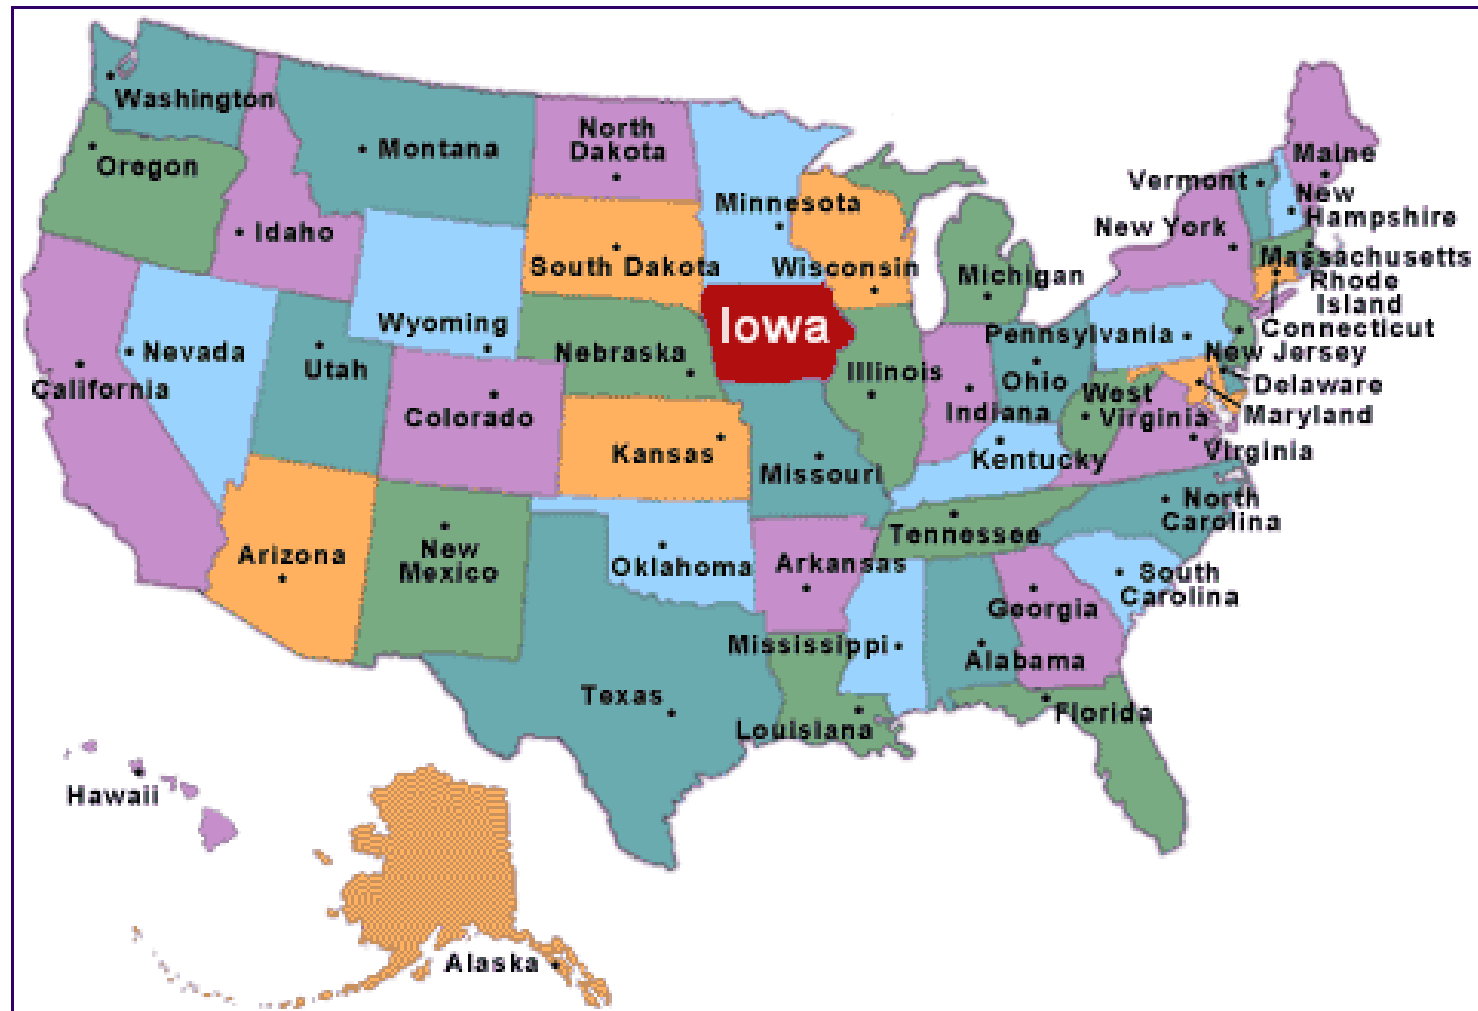 Washington
Montana
North
Dakota
Minnesota
Maine
Vermont
New
Hampshire
Oregon
Idaho
New York
South Dakota
Wisconsin
Michigan
Massachusetts
Rhode
Island
Connecticut
Wyoming
Iowa
Pennsylvania
New Jersey
Nevada
Utah
Nebraska
Illinois
Indiana
Ohio
West
Virginia
Delaware
Maryland
California
Colorado
Kansas
Missouri
Kentucky
Virginia
Arizona
New
Mexico
Oklahoma
Arkansas
Tennessee
North
Carolina
South
Carolina
Georgia
Mississippi
Alabama
Texas
Louisiana
Florida
Hawaii
Alaska